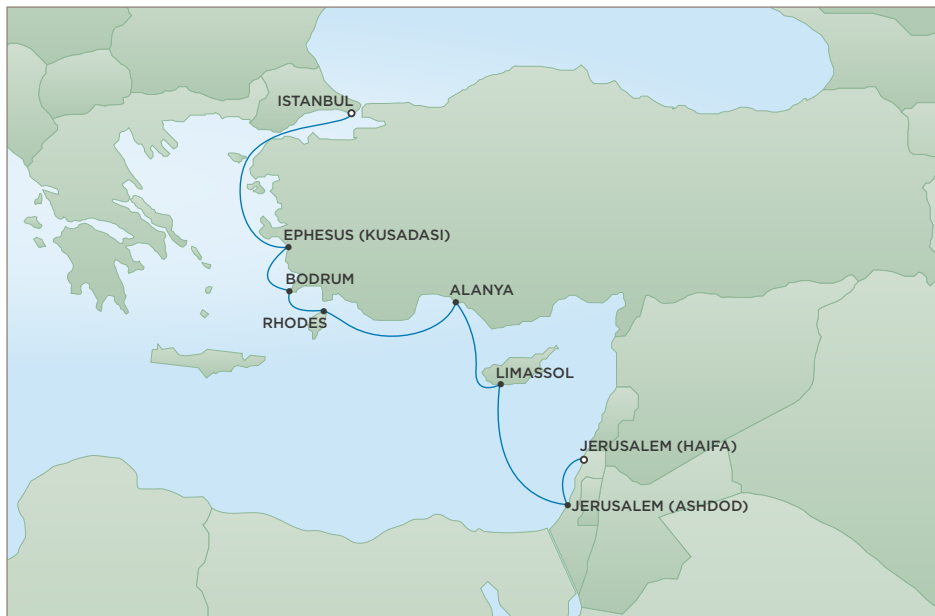 ISTANBUL
EPHESUS (KUSADASI)
BODRUM
ALANYA
RHODES
LIMASSOL
JERUSALEM (HAIFA)
JERUSALEM (ASHDOD)